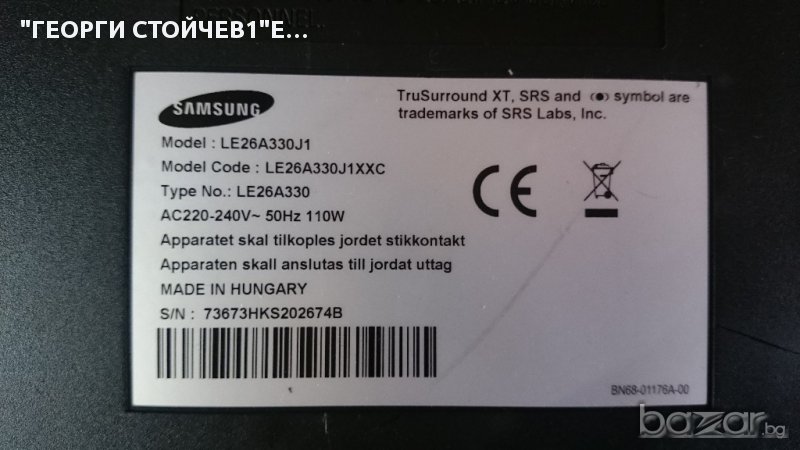 PERSONNEL.
"ГЕОРГИ СТОЙЧЕВ1"Е...
SAMSUNG
TruSurround XT, SRS and (●) symbol are
trademarks of SRS Labs, Inc.
Model : LE26A330J1
Model Code : LE26A330J1XXC
Type No.: LE26A330
AC220-240V~ 50Hz 110W
Apparatet skal tilkoples jordet stikkontakt
Apparaten skall anslutas till jordat uttag
MADE IN HUNGARY
S/N : 73673HKS202674B
CE
BN68-01176A-00
bazar.bg